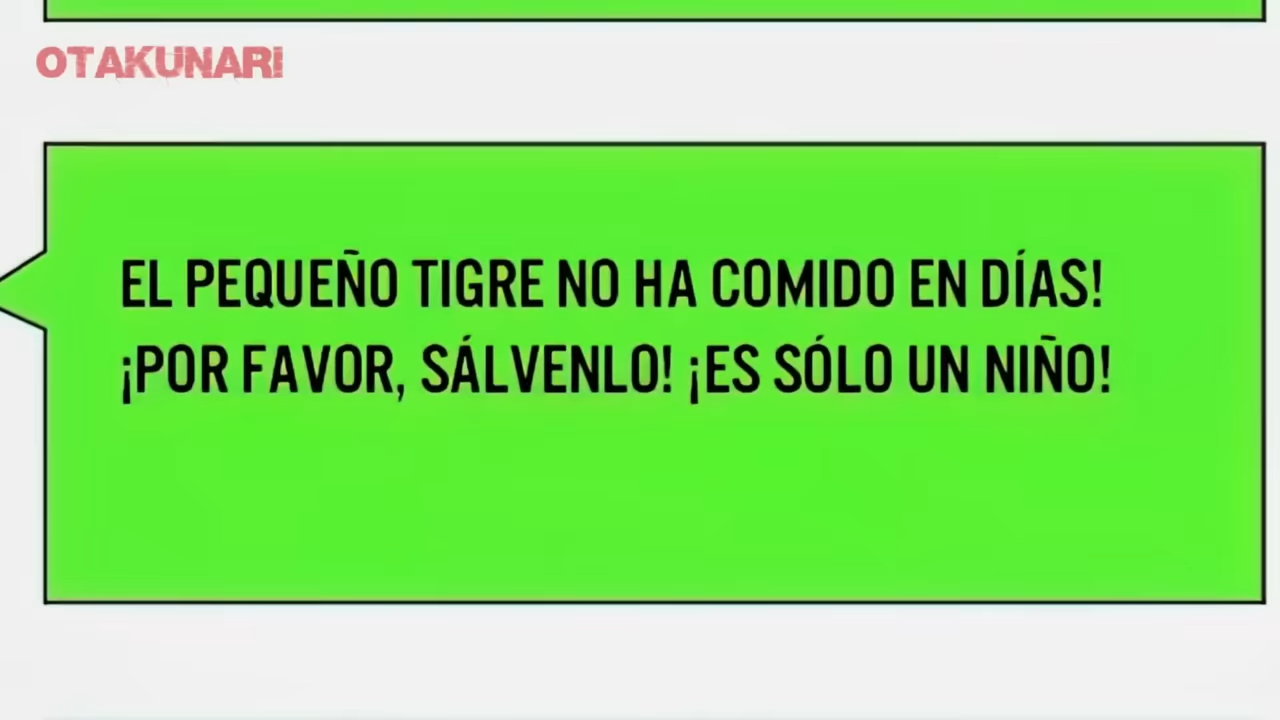 OTAKUNARI
EL PEQUEÑO TIGRE NO HA COMIDO EN DÍAS!
¡POR FAVOR, SÁLVENLO! ¡ES SÓLO UN NIÑO!